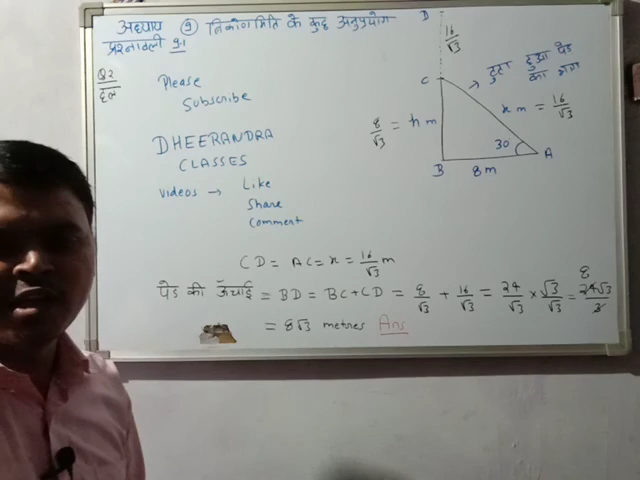 अध्याय ⑨ त्रिकोणमिति के कुछ अनुप्रयोग
प्रश्नावली 9.1
Q2
हल
Please
Subscribe
DHEERANDRA
CLASSES
Videos → Like
Share
Comment
D
16/√3
C
→ टूटा हुआ पेड़
का भाग
8/√3 = h m
x m = 16/√3
30
B
8m
A
CD = AC = x = 16/√3 m
पेड़ की ऊँचाई = BD = BC + CD = 8/√3 + 16/√3 = 24/√3 × √3/√3 = 8 24√3/3
= 8√3 metres Ans